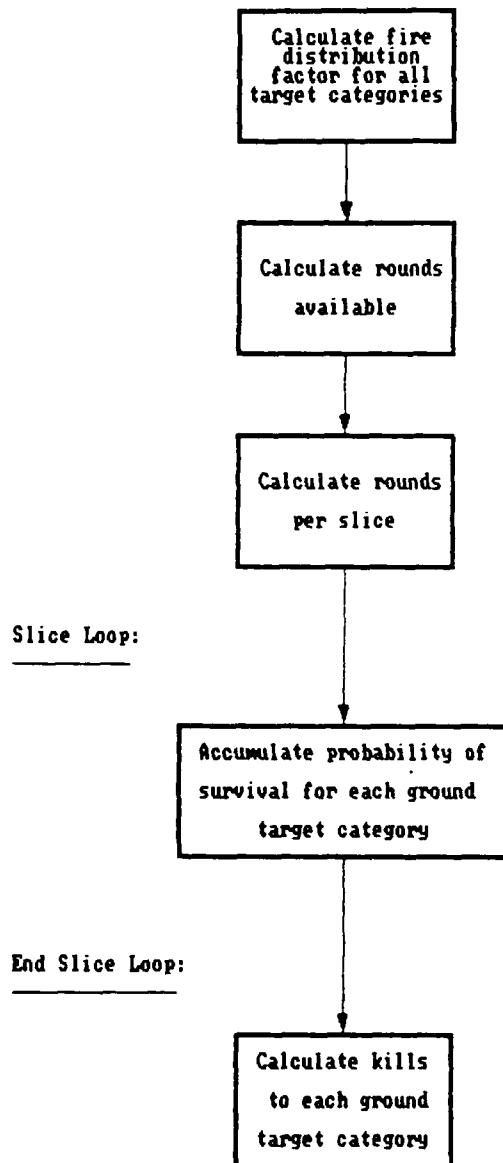 Calculate fire
distribution
factor for all
target categories
Calculate rounds
available
Calculate rounds
per slice
Slice Loop:
Accumulate probability of
survival for each ground
target category
End Slice Loop:
Calculate kills
to each ground
target category